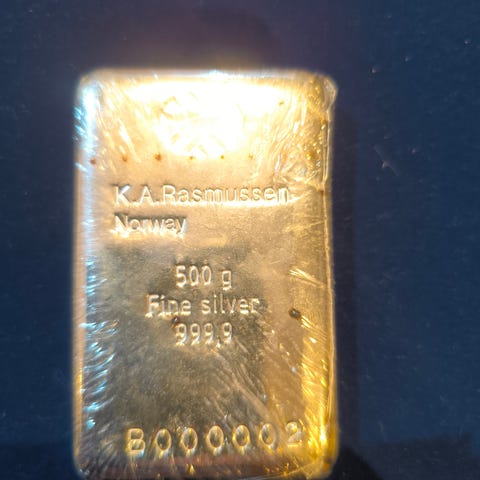 K.A.Rasmussen
Norway
500 g
Fine silver
999,9
B000002